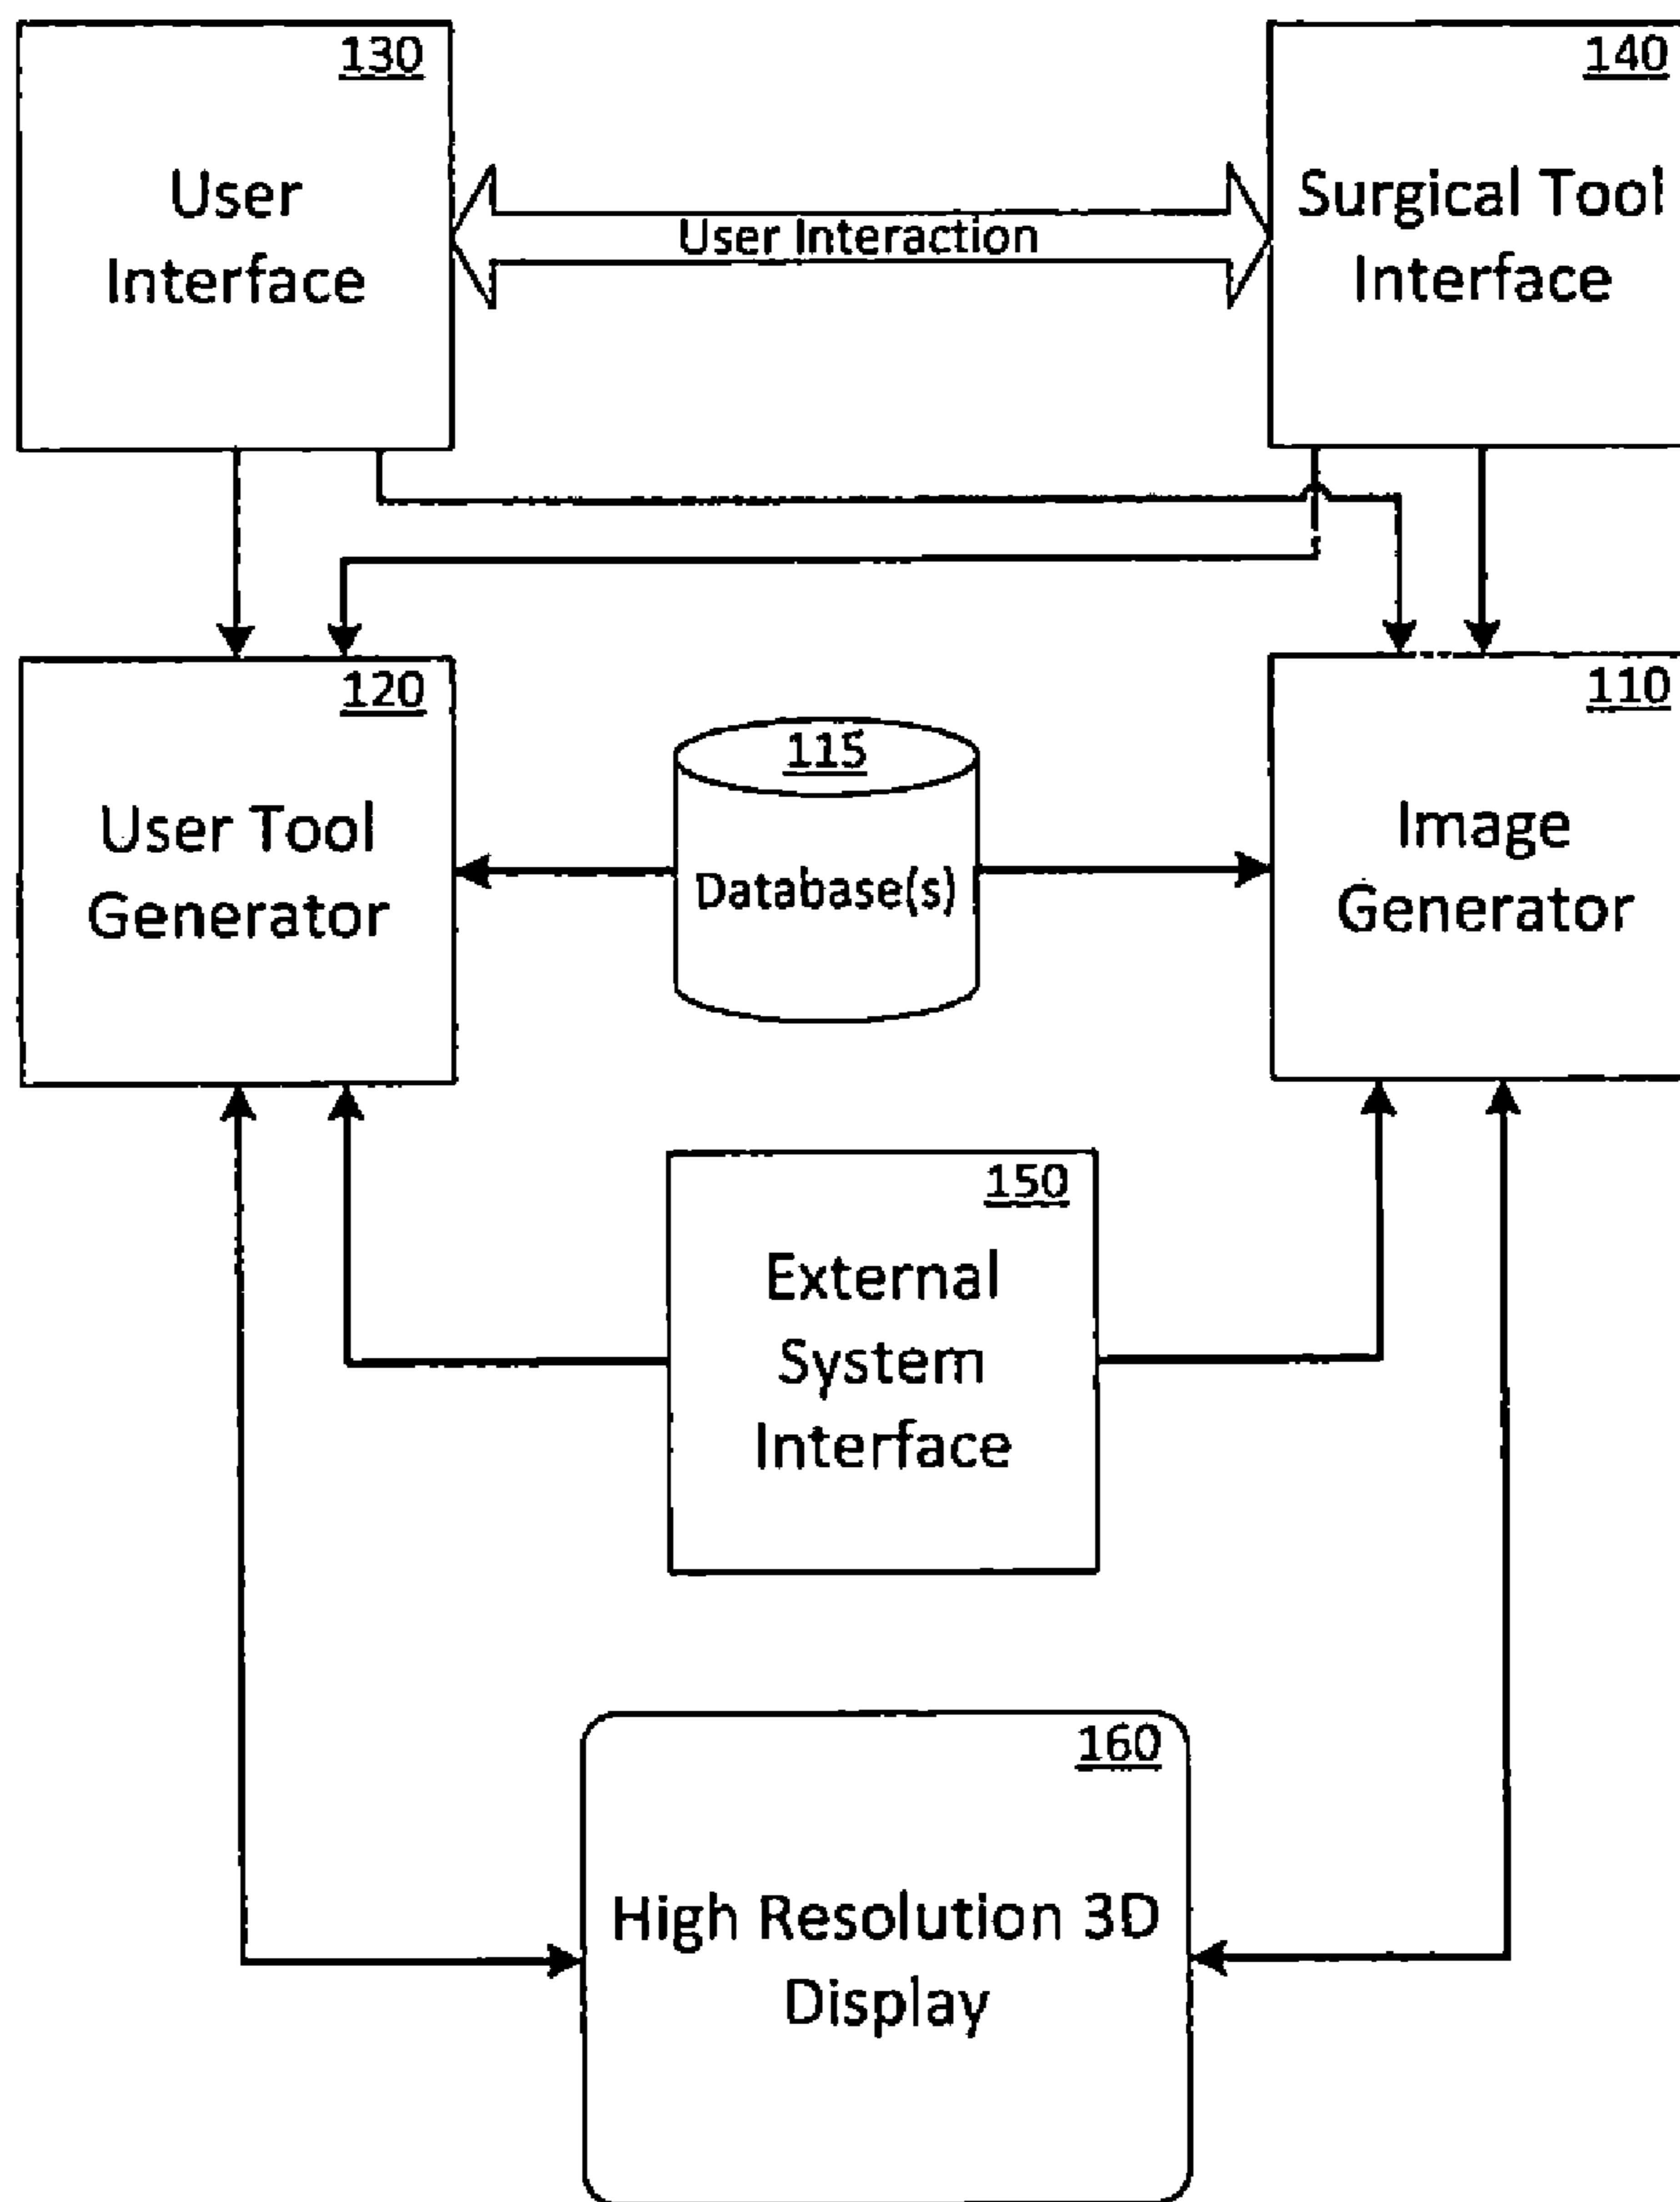 130
User
Interface
User Interaction
140
Surgical Tool
Interface
120
User Tool
Generator
115
Database(s)
110
Image
Generator
150
External
System
Interface
160
High Resolution 3D
Display